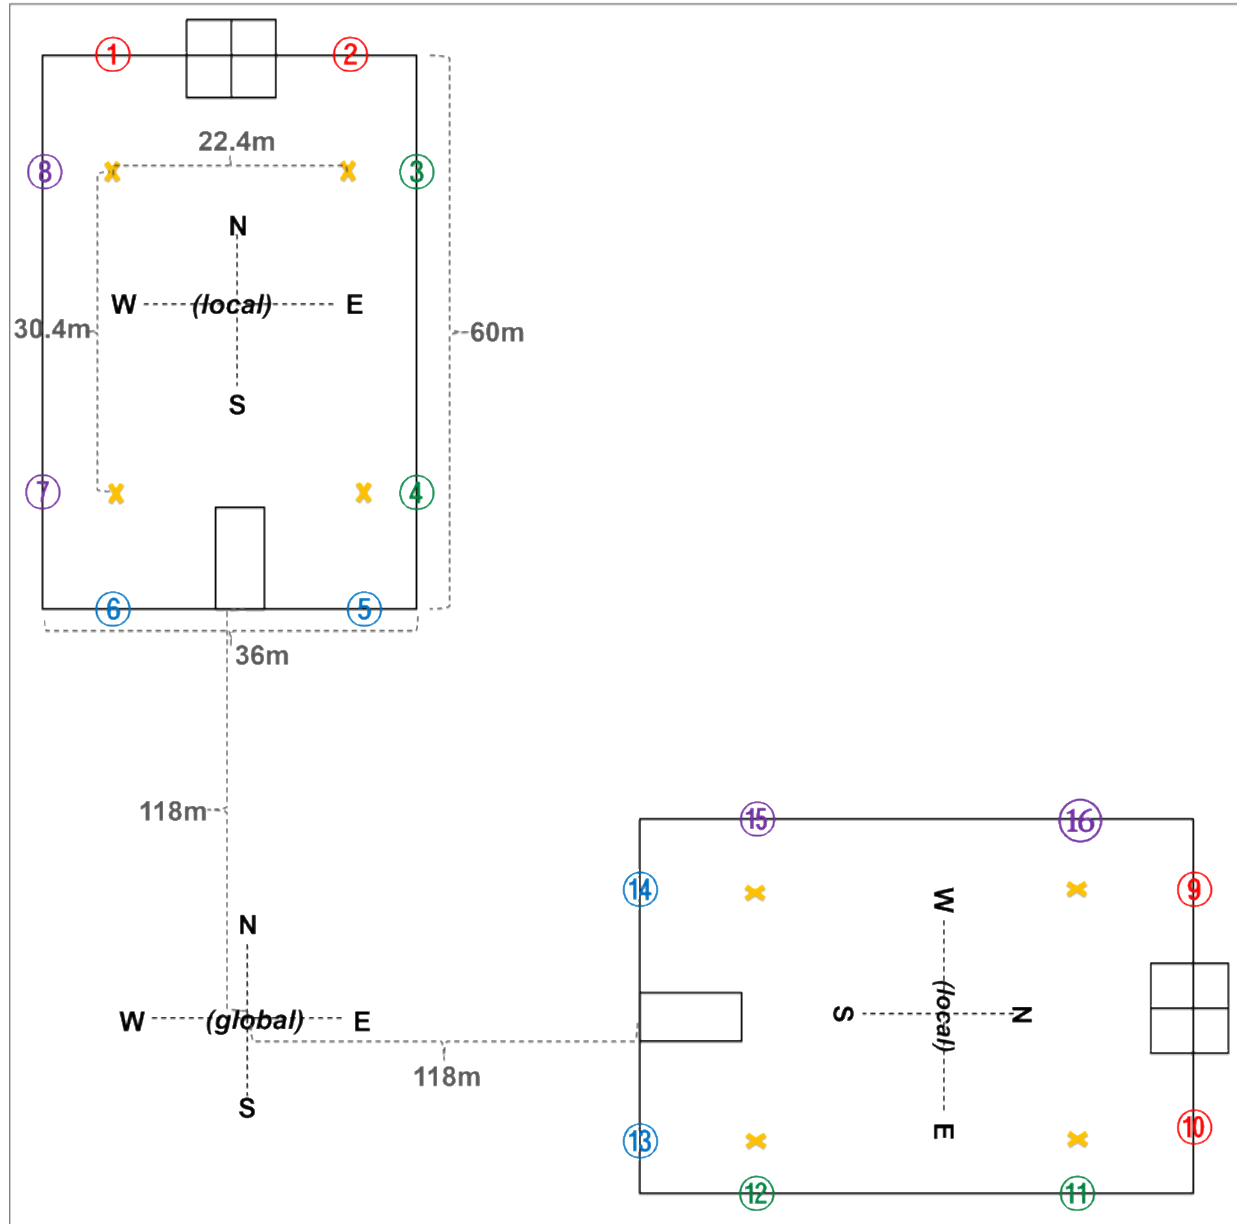 ① ②
22.4m
⑧ ③
N
W (local) E
30.4m
60m
S
⑦ ④
⑥ ⑤
36m
118m
N
W (global) E
S
118m
⑮ ⑯
⑭ ⑨
W
S (local) N
E
⑬ ⑩
⑫ ⑪